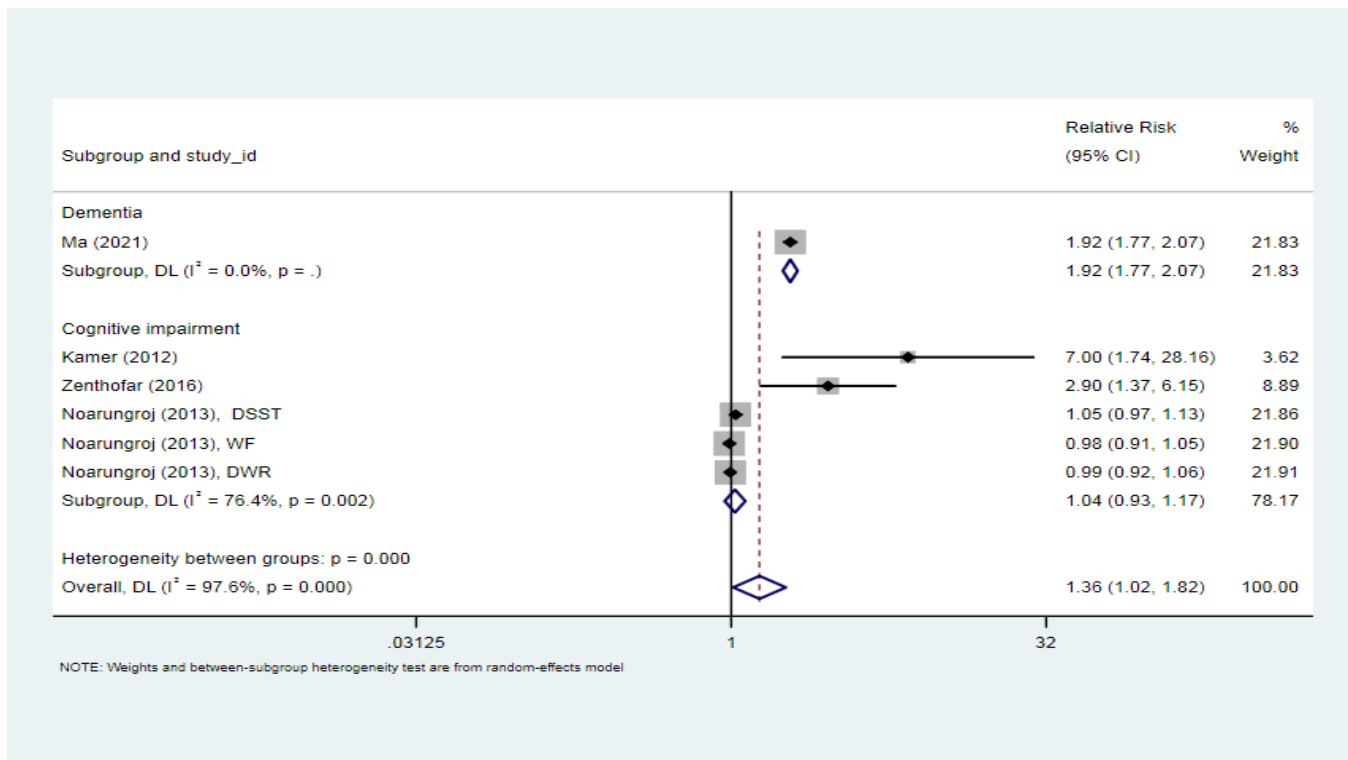 Relative Risk %
Subgroup and study_id (95% CI) Weight
Dementia
Ma (2021) 1.92 (1.77, 2.07) 21.83
Subgroup, DL (I² = 0.0%, p = .) 1.92 (1.77, 2.07) 21.83
Cognitive impairment
Kamer (2012) 7.00 (1.74, 28.16) 3.62
Zenthofar (2016) 2.90 (1.37, 6.15) 8.89
Noarungroj (2013), DSST 1.05 (0.97, 1.13) 21.86
Noarungroj (2013), WF 0.98 (0.91, 1.05) 21.90
Noarungroj (2013), DWR 0.99 (0.92, 1.06) 21.91
Subgroup, DL (I² = 76.4%, p = 0.002) 1.04 (0.93, 1.17) 78.17
Heterogeneity between groups: p = 0.000
Overall, DL (I² = 97.6%, p = 0.000) 1.36 (1.02, 1.82) 100.00
.03125 1 32
NOTE: Weights and between-subgroup heterogeneity test are from random-effects model